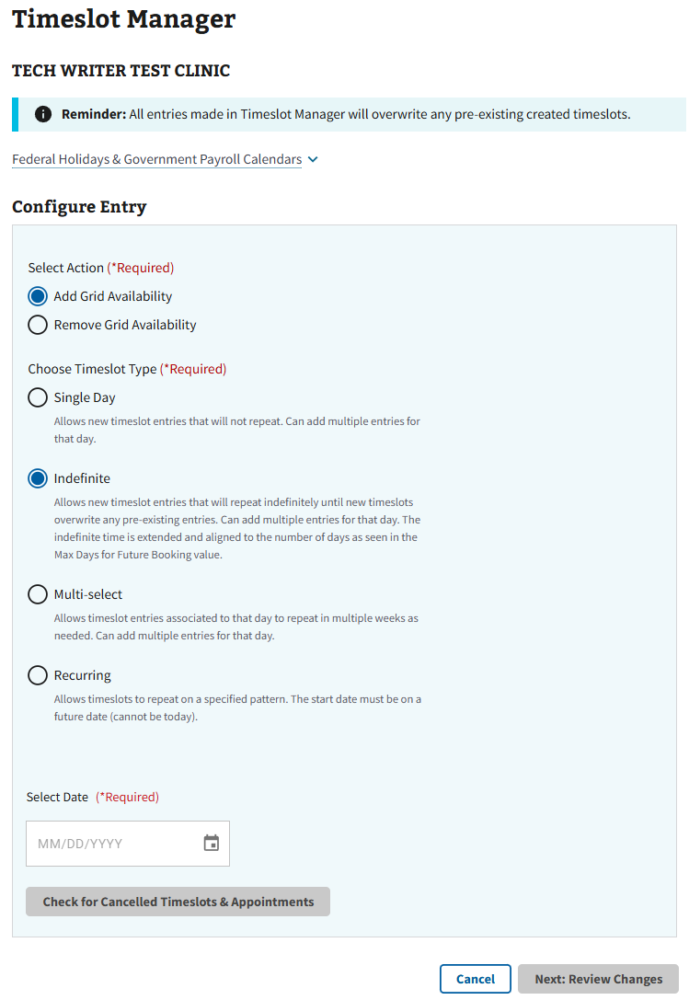 Timeslot Manager
TECH WRITER TEST CLINIC
Reminder: All entries made in Timeslot Manager will overwrite any pre-existing created timeslots.
Federal Holidays & Government Payroll Calendars
Configure Entry
Select Action (*Required)
Add Grid Availability
Remove Grid Availability
Choose Timeslot Type (*Required)
Single Day
Allows new timeslot entries that will not repeat. Can add multiple entries for
that day.
Indefinite
Allows new timeslot entries that will repeat indefinitely until new timeslots
overwrite any pre-existing entries. Can add multiple entries for that day. The
indefinite time is extended and aligned to the number of days as seen in the
Max Days for Future Booking value.
Multi-select
Allows timeslot entries associated to that day to repeat in multiple weeks as
needed. Can add multiple entries for that day.
Recurring
Allows timeslots to repeat on a specified pattern. The start date must be on a
future date (cannot be today).
Select Date (*Required)
MM/DD/YYYY
Check for Cancelled Timeslots & Appointments
Cancel
Next: Review Changes